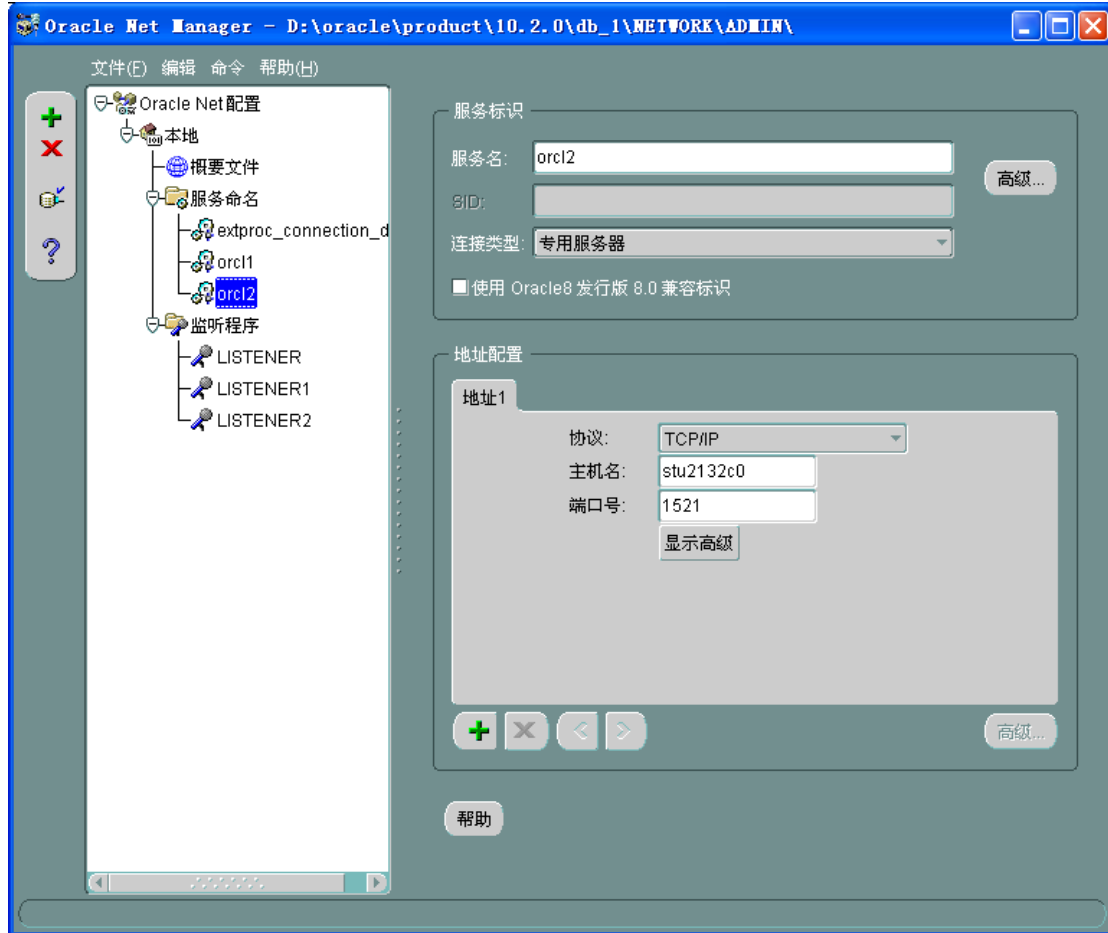 Oracle Net Manager - D:\oracle\product\10.2.0\db_1\NETWORK\ADMIN\
文件(F) 编辑 命令 帮助(H)
Oracle Net 配置
本地
概要文件
服务命名
extproc_connection_d
orcl1
orcl2
监听程序
LISTENER
LISTENER1
LISTENER2
服务标识
服务名: orcl2
高级...
SID:
连接类型: 专用服务器
使用 Oracle8 发行版 8.0 兼容标识
地址配置
地址1
协议: TCP/IP
主机名: stu2132c0
端口号: 1521
显示高级
高级...
帮助